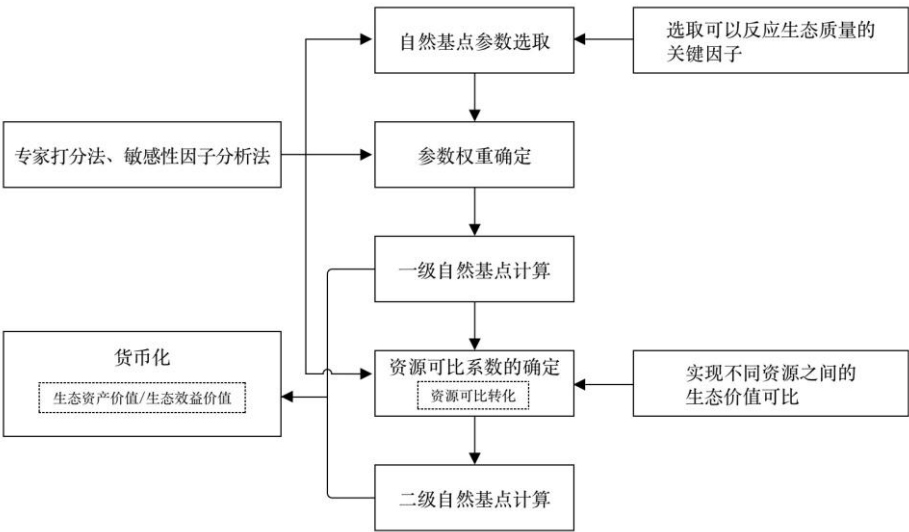 自然基点参数选取
选取可以反应生态质量的
关键因子
专家打分法、敏感性因子分析法
参数权重确定
一级自然基点计算
货币化
生态资产价值/生态效益价值
资源可比系数的确定
资源可比转化
实现不同资源之间的
生态价值可比
二级自然基点计算